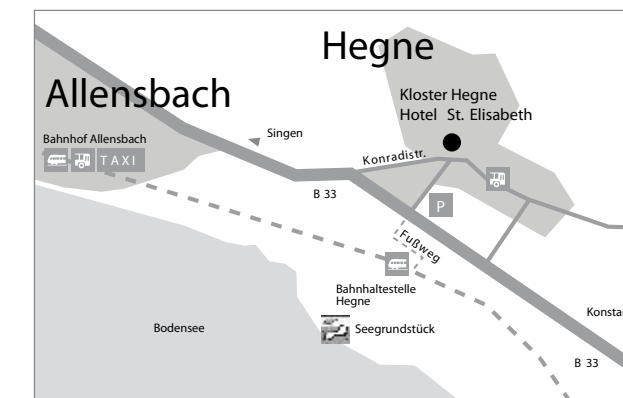 Hegne
Allensbach
Kloster Hegne
Hotel St. Elisabeth
Bahnhof Allensbach
TAXI
Singen
Konradistr.
B 33
P
Fußweg
Bahnhaltestelle
Hegne
Konsta
Bodensee
Seegrundstück
B 33